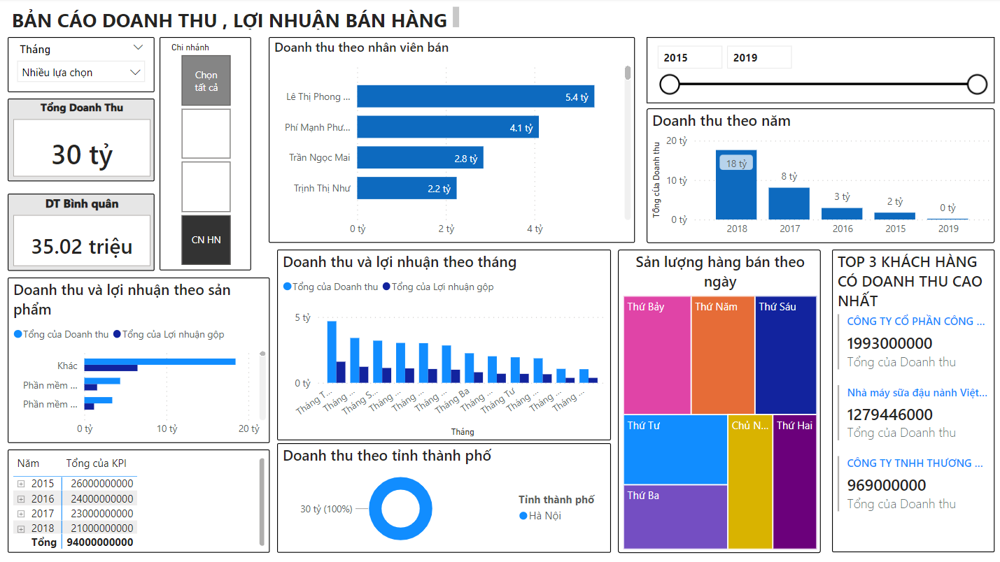 BẢN CÁO DOANH THU , LỢI NHUẬN BÁN HÀNG
Tháng
Nhiều lựa chọn
Tổng Doanh Thu
30 tỷ
DT Bình quân
35.02 triệu
Chi nhánh
Chọn
tất cả
CN HN
Doanh thu theo nhân viên bán
Lê Thị Phong ...
5.4 tỷ
Phí Mạnh Phư...
4.1 tỷ
Trần Ngọc Mai
2.8 tỷ
Trịnh Thị Như
2.2 tỷ
0 tỷ
2 tỷ
4 tỷ
2015
2019
Doanh thu theo năm
Tổng của Doanh thu
20 tỷ
10 tỷ
0 tỷ
18 tỷ
8 tỷ
3 tỷ
2 tỷ
0 tỷ
2018
2017
2016
2015
2019
Doanh thu và lợi nhuận theo sản
phẩm
Tổng của Doanh thu
Tổng của Lợi nhuận gộp
Khác
Phần mềm ...
Phần mềm ...
0 tỷ
10 tỷ
20 tỷ
Doanh thu và lợi nhuận theo tháng
Tổng của Doanh thu
Tổng của Lợi nhuận gộp
5 tỷ
0 tỷ
Tháng T...
Tháng ...
Tháng S...
Tháng ...
Tháng ...
Tháng ...
Tháng Ba
Tháng ...
Tháng Tư
Tháng ...
Tháng ...
Tháng ...
Tháng
Sản lượng hàng bán theo
ngày
Thứ Bảy
Thứ Năm
Thứ Sáu
Thứ Tư
Chủ N...
Thứ Hai
Thứ Ba
TOP 3 KHÁCH HÀNG
CÓ DOANH THU CAO
NHẤT
CÔNG TY CỔ PHẦN CÔNG ...
1993000000
Tổng của Doanh thu
Nhà máy sữa đậu nành Việt...
1279446000
Tổng của Doanh thu
CÔNG TY TNHH THƯƠNG ...
969000000
Tổng của Doanh thu
Năm
Tổng của KPI
2015
26000000000
2016
24000000000
2017
23000000000
2018
21000000000
Tổng
94000000000
Doanh thu theo tỉnh thành phố
30 tỷ (100%)
Tỉnh thành phố
Hà Nội